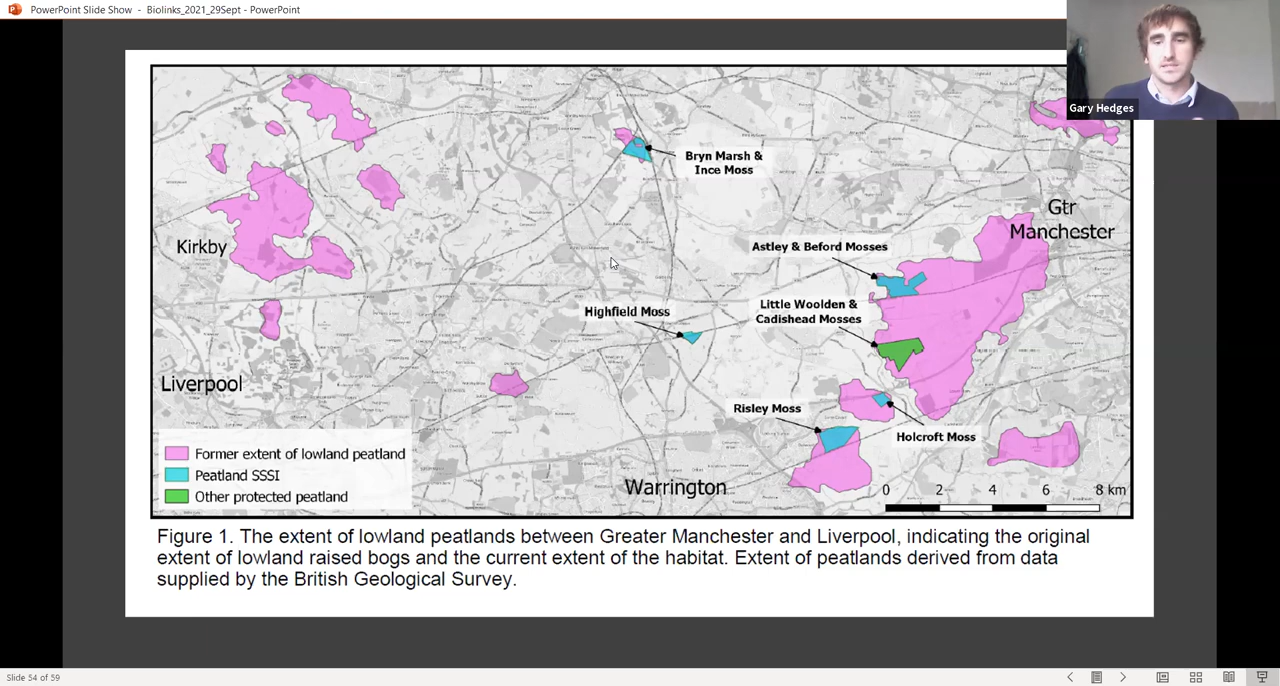 PowerPoint Slide Show - Biolinks_2021_29Sept - PowerPoint
Gary Hedges
Bryn Marsh &
Ince Moss
Gtr
Manchester
Kirkby
Astley & Beford Mosses
Little Woolden &
Cadishead Mosses
Highfield Moss
Liverpool
Risley Moss
Holcroft Moss
Former extent of lowland peatland
Peatland SSSI
Other protected peatland
Warrington
0 2 4 6 8 km
Figure 1. The extent of lowland peatlands between Greater Manchester and Liverpool, indicating the original
extent of lowland raised bogs and the current extent of the habitat. Extent of peatlands derived from data
supplied by the British Geological Survey.
Slide 54 of 59